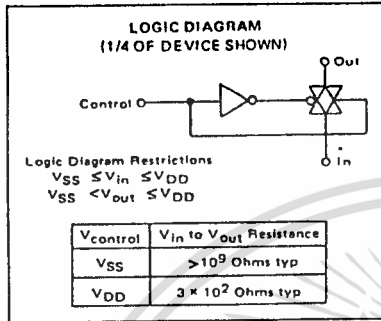 LOGIC DIAGRAM
(1/4 OF DEVICE SHOWN)
Out
Control
In
Logic Diagram Restrictions
VSS ≤ Vin ≤ VDD
VSS < Vout ≤ VDD
Vcontrol Vin to Vout Resistance
VSS >10⁹ Ohms typ
VDD 3 × 10² Ohms typ